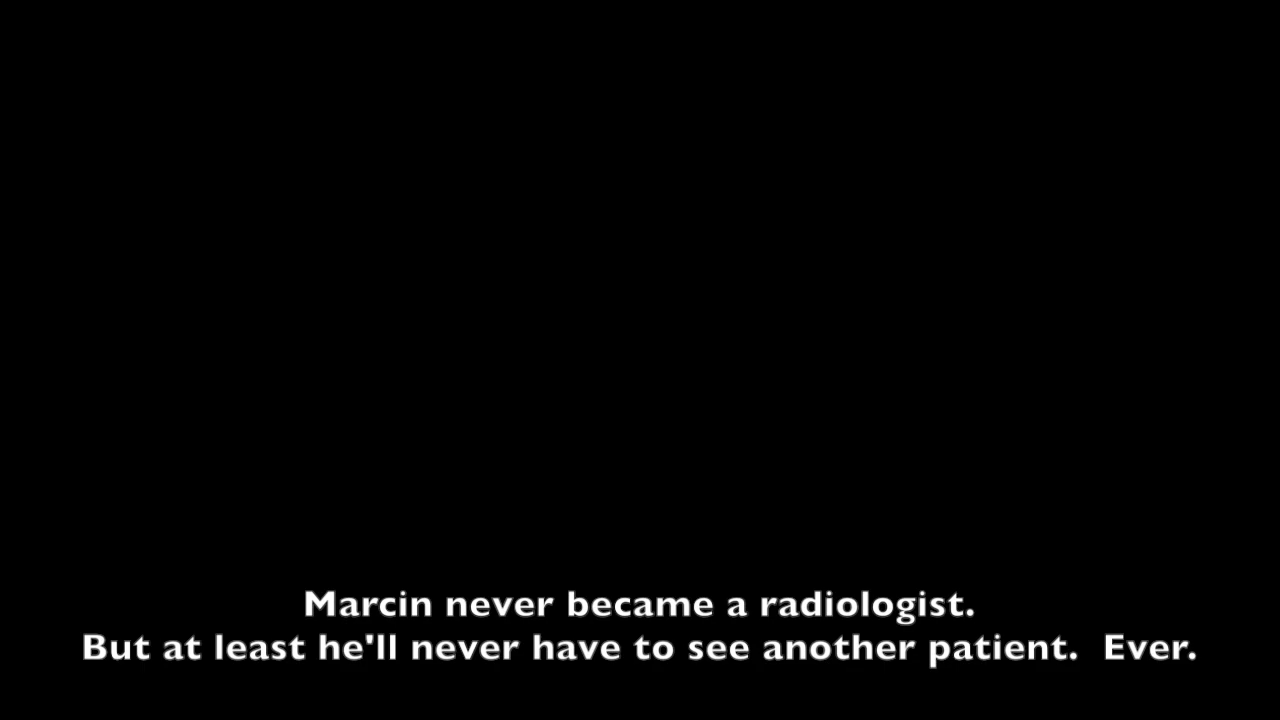 Marcin never became a radiologist.
But at least he'll never have to see another patient.  Ever.